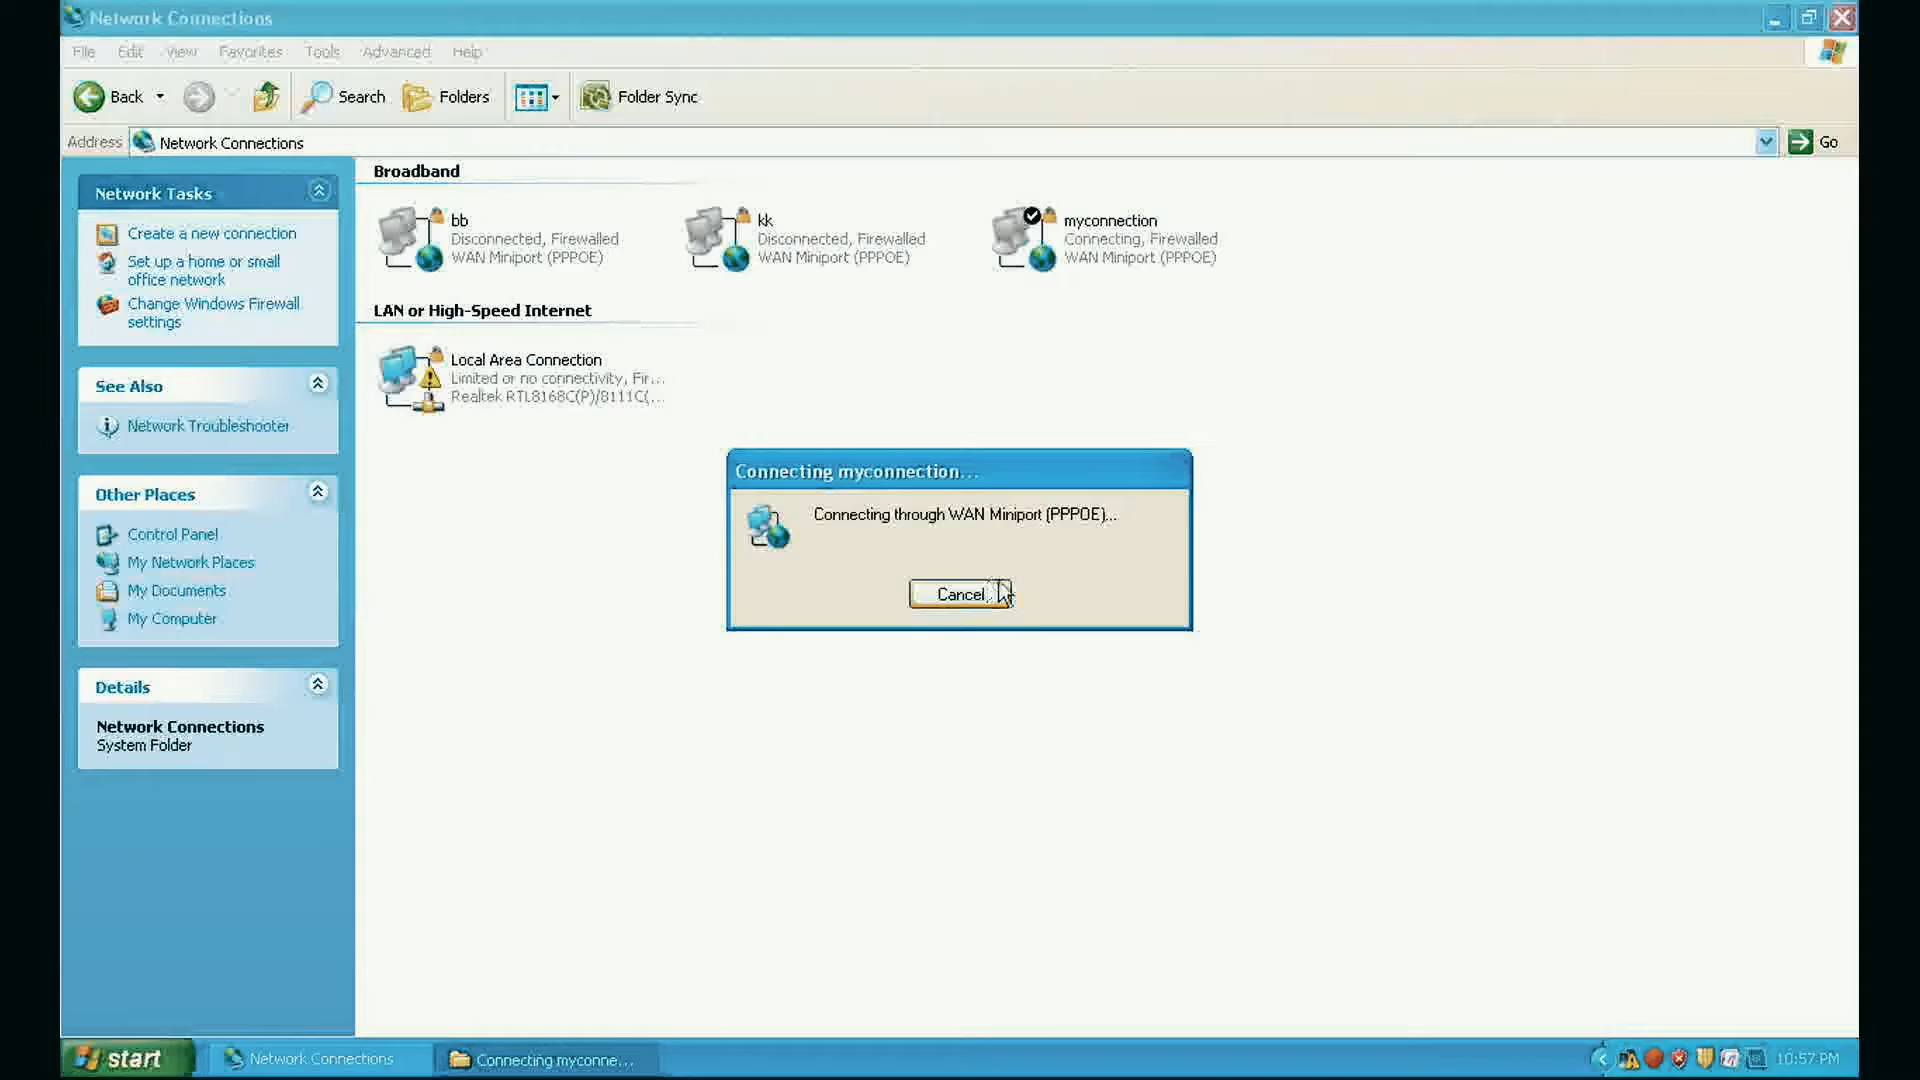 Network Connections
File Edit View Favorites Tools Advanced Help
Back Search Folders Folder Sync
Address Network Connections Go
Network Tasks
Create a new connection
Set up a home or small
office network
Change Windows Firewall
settings
See Also
Network Troubleshooter
Other Places
Control Panel
My Network Places
My Documents
My Computer
Details
Network Connections
System Folder
Broadband
bb
Disconnected, Firewalled
WAN Miniport (PPPOE)
kk
Disconnected, Firewalled
WAN Miniport (PPPOE)
myconnection
Connecting, Firewalled
WAN Miniport (PPPOE)
LAN or High-Speed Internet
Local Area Connection
Limited or no connectivity, Fir...
Realtek RTL8168C(P)/8111C(...
Connecting myconnection...
Connecting through WAN Miniport (PPPOE)...
Cancel
start Network Connections Connecting myconne... 10:57 PM